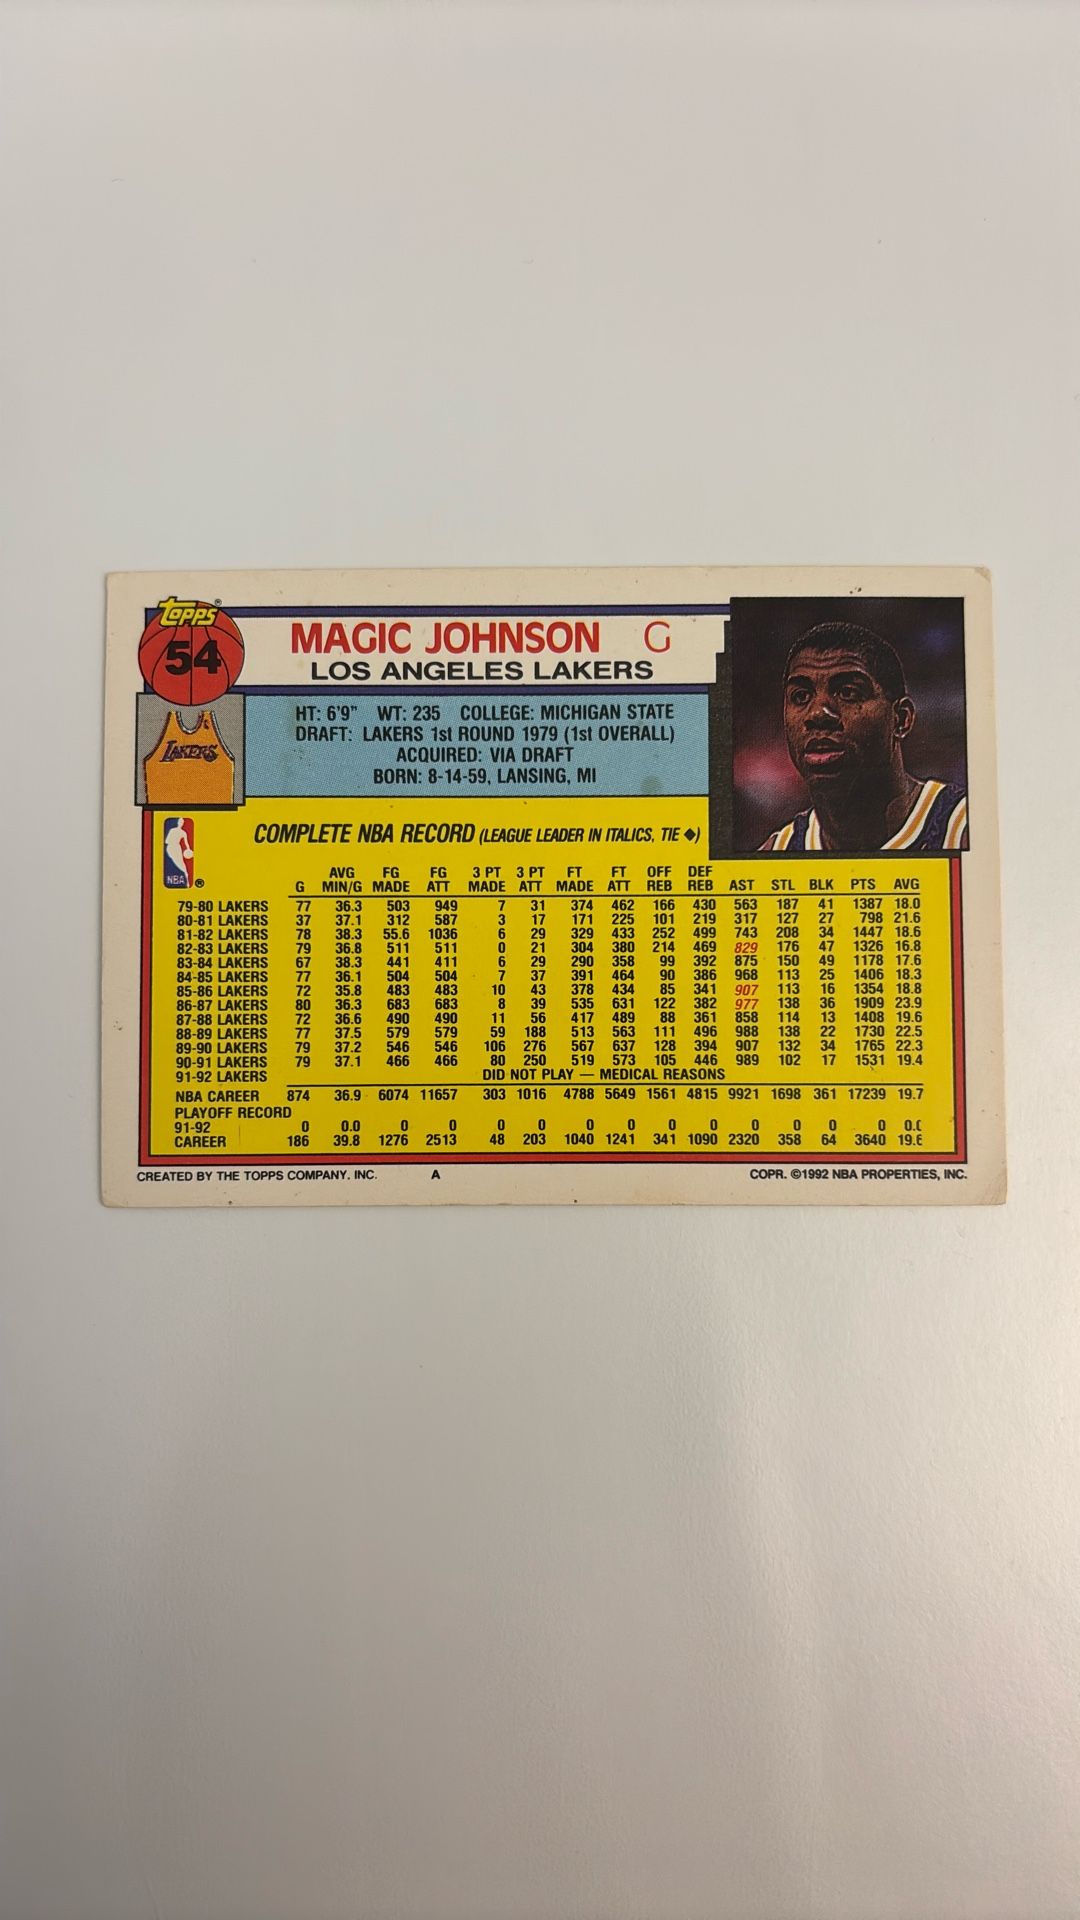 TOPPS®
54
MAGIC JOHNSON G
LOS ANGELES LAKERS
LAKERS
HT: 6'9" WT: 235 COLLEGE: MICHIGAN STATE
DRAFT: LAKERS 1st ROUND 1979 (1st OVERALL)
ACQUIRED: VIA DRAFT
BORN: 8-14-59, LANSING, MI
NBA ®
COMPLETE NBA RECORD (LEAGUE LEADER IN ITALICS, TIE ◆)
AVG FG FG 3 PT 3 PT FT FT OFF DEF
G MIN/G MADE ATT MADE ATT MADE ATT REB REB AST STL BLK PTS AVG
79-80 LAKERS 77 36.3 503 949 7 31 374 462 166 430 563 187 41 1387 18.0
80-81 LAKERS 37 37.1 312 587 3 17 171 225 101 219 317 127 27 798 21.6
81-82 LAKERS 78 38.3 55.6 1036 6 29 329 433 252 499 743 208 34 1447 18.6
82-83 LAKERS 79 36.8 511 511 0 21 304 380 214 469 829 176 47 1326 16.8
83-84 LAKERS 67 38.3 441 411 6 29 290 358 99 392 875 150 49 1178 17.6
84-85 LAKERS 77 36.1 504 504 7 37 391 464 90 386 968 113 25 1406 18.3
85-86 LAKERS 72 35.8 483 483 10 43 378 434 85 341 907 113 16 1354 18.8
86-87 LAKERS 80 36.3 683 683 8 39 535 631 122 382 977 138 36 1909 23.9
87-88 LAKERS 72 36.6 490 490 11 56 417 489 88 361 858 114 13 1408 19.6
88-89 LAKERS 77 37.5 579 579 59 188 513 563 111 496 988 138 22 1730 22.5
89-90 LAKERS 79 37.2 546 546 106 276 567 637 128 394 907 132 34 1765 22.3
90-91 LAKERS 79 37.1 466 466 80 250 519 573 105 446 989 102 17 1531 19.4
91-92 LAKERS DID NOT PLAY — MEDICAL REASONS
NBA CAREER 874 36.9 6074 11657 303 1016 4788 5649 1561 4815 9921 1698 361 17239 19.7
PLAYOFF RECORD
91-92 0 0.0 0 0 0 0 0 0 0 0 0 0 0 0 0.0
CAREER 186 39.8 1276 2513 48 203 1040 1241 341 1090 2320 358 64 3640 19.6
CREATED BY THE TOPPS COMPANY, INC. A COPR. ©1992 NBA PROPERTIES, INC.